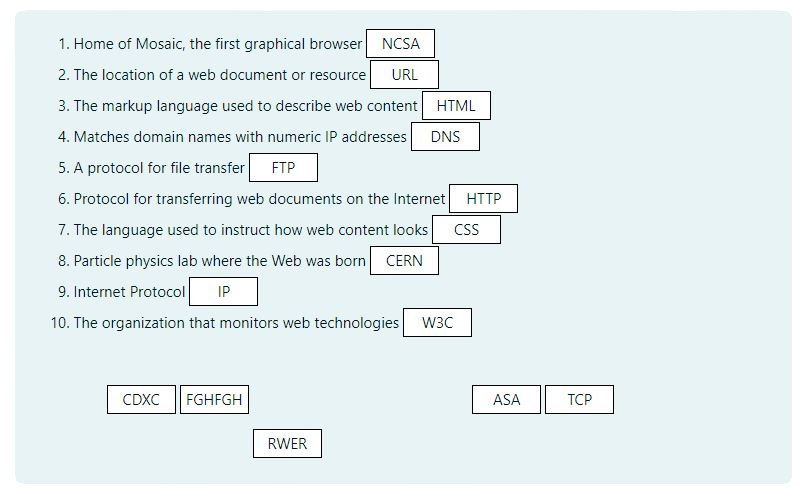 1. Home of Mosaic, the first graphical browser NCSA
2. The location of a web document or resource URL
3. The markup language used to describe web content HTML
4. Matches domain names with numeric IP addresses DNS
5. A protocol for file transfer FTP
6. Protocol for transferring web documents on the Internet HTTP
7. The language used to instruct how web content looks CSS
8. Particle physics lab where the Web was born CERN
9. Internet Protocol IP
10. The organization that monitors web technologies W3C
CDXC FGHFGH ASA TCP
RWER